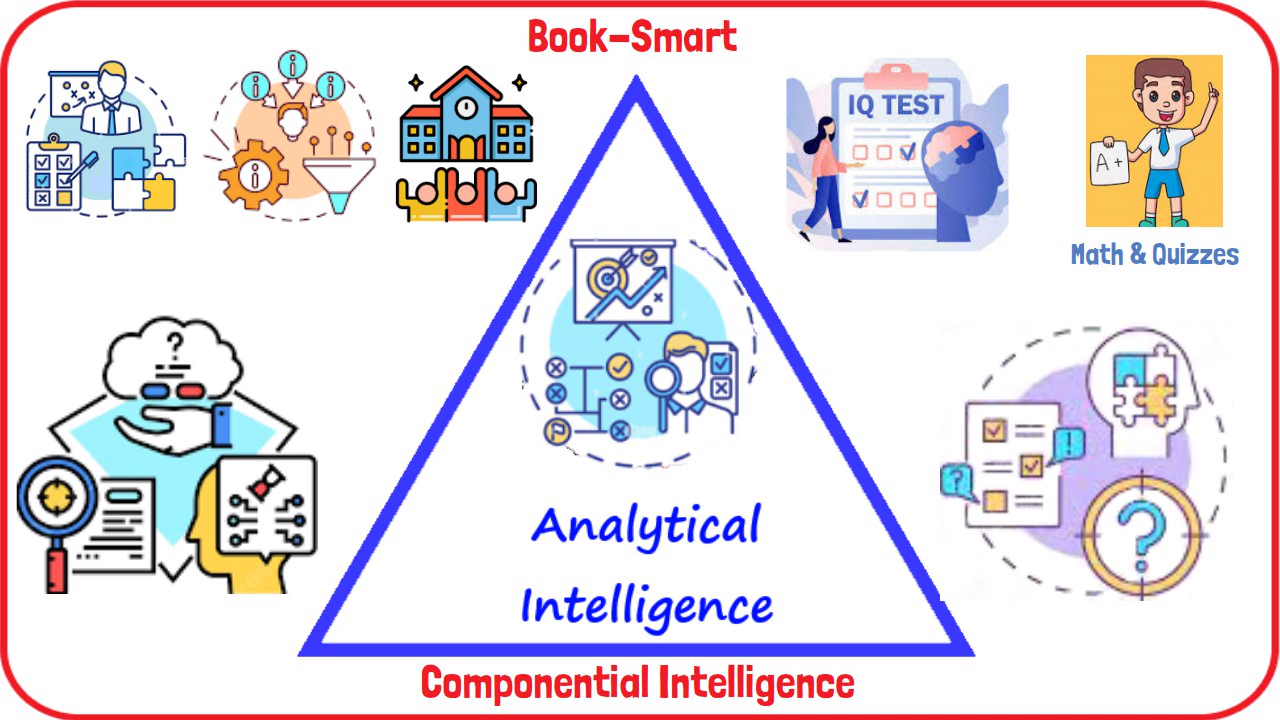 Book-Smart
IQ TEST
A+
Math & Quizzes
Analytical
Intelligence
Componential Intelligence